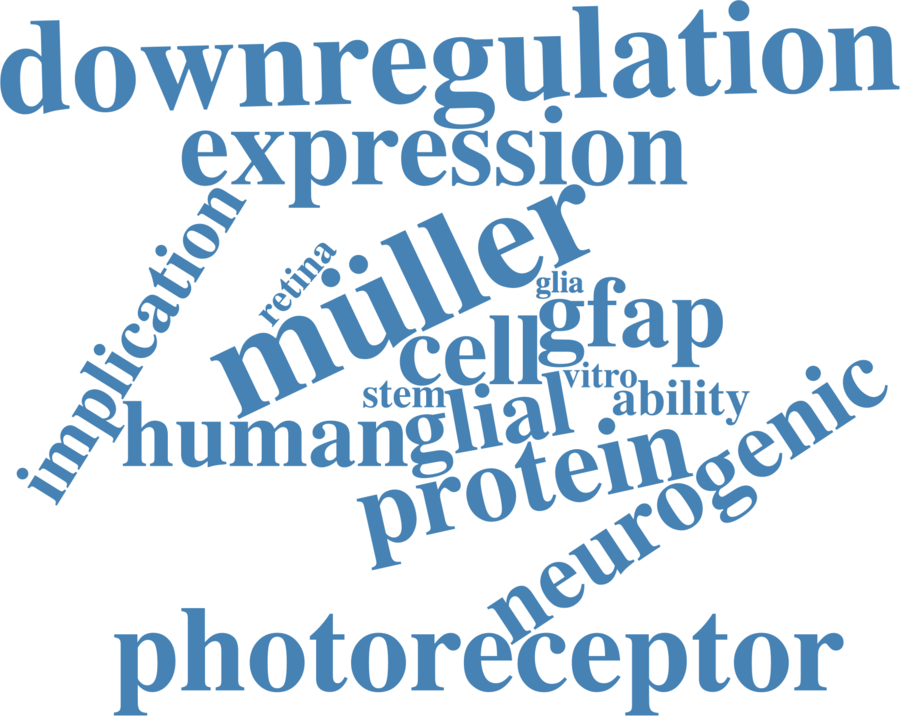 downregulation
expression
implication
retina
müller
glia
gfap
cell
vitro
stem
ability
human
glial
protein
neurogenic
photoreceptor